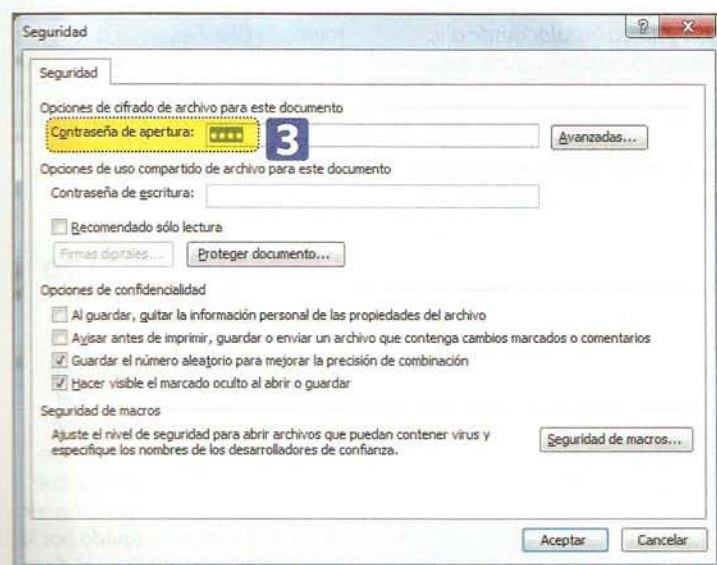 Seguridad
Seguridad
Opciones de cifrado de archivo para este documento
Contraseña de apertura: 3 Avanzadas...
Opciones de uso compartido de archivo para este documento
Contraseña de escritura:
Recomendado sólo lectura
Firmas digitales... Proteger documento...
Opciones de confidencialidad
Al guardar, quitar la información personal de las propiedades del archivo
Avisar antes de imprimir, guardar o enviar un archivo que contenga cambios marcados o comentarios
Guardar el número aleatorio para mejorar la precisión de combinación
Hacer visible el marcado oculto al abrir o guardar
Seguridad de macros
Ajuste el nivel de seguridad para abrir archivos que puedan contener virus y
especifique los nombres de los desarrolladores de confianza.
Seguridad de macros...
Aceptar Cancelar